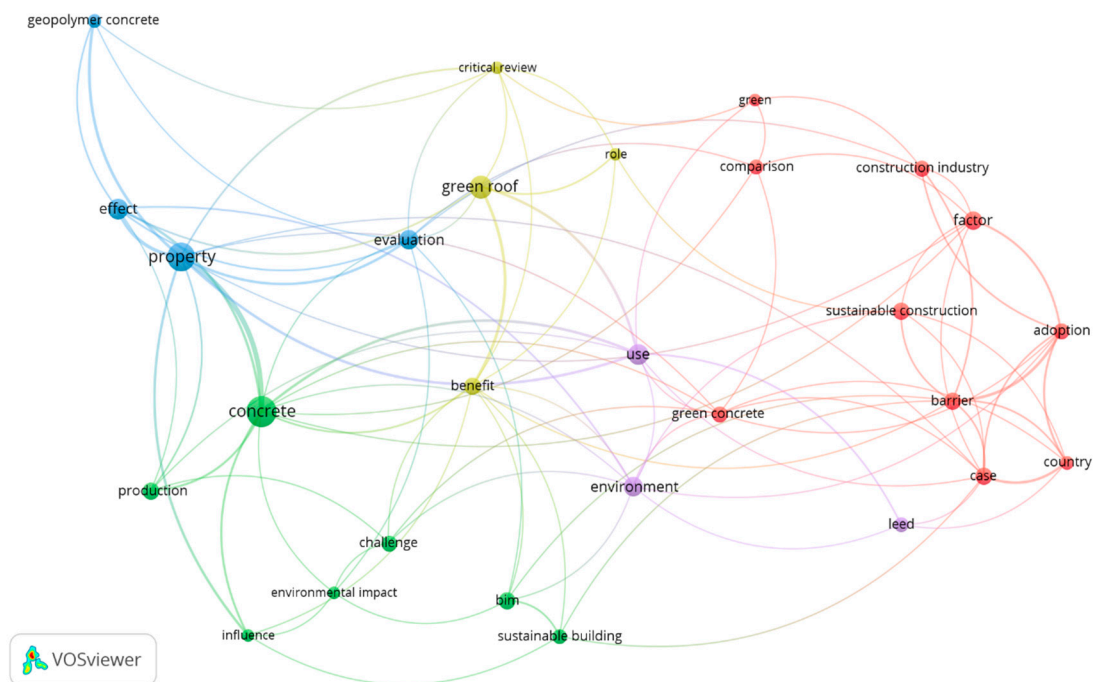 geopolymer concrete
critical review
green
role
comparison
construction industry
green roof
effect
factor
evaluation
property
sustainable construction
adoption
use
benefit
barrier
concrete
green concrete
country
case
production
environment
leed
challenge
environmental impact
bim
influence
sustainable building
VOSviewer